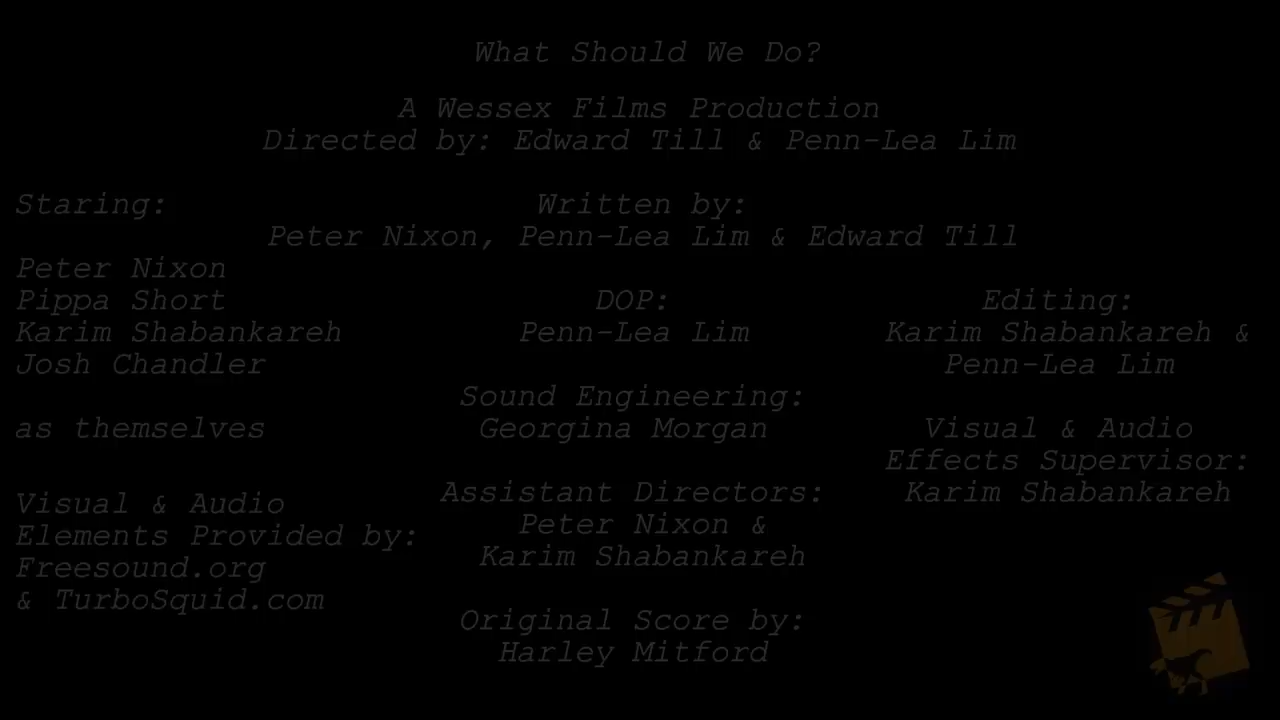 What Should We Do?
A Wessex Films Production
Directed by: Edward Till & Penn-Lea Lim
Staring:
Peter Nixon
Pippa Short
Karim Shabankareh
Josh Chandler
as themselves
Visual & Audio
Elements Provided by:
Freesound.org
& TurboSquid.com
Written by:
Peter Nixon, Penn-Lea Lim & Edward Till
DOP:
Penn-Lea Lim
Sound Engineering:
Georgina Morgan
Assistant Directors:
Peter Nixon &
Karim Shabankareh
Original Score by:
Harley Mitford
Editing:
Karim Shabankareh &
Penn-Lea Lim
Visual & Audio
Effects Supervisor:
Karim Shabankareh